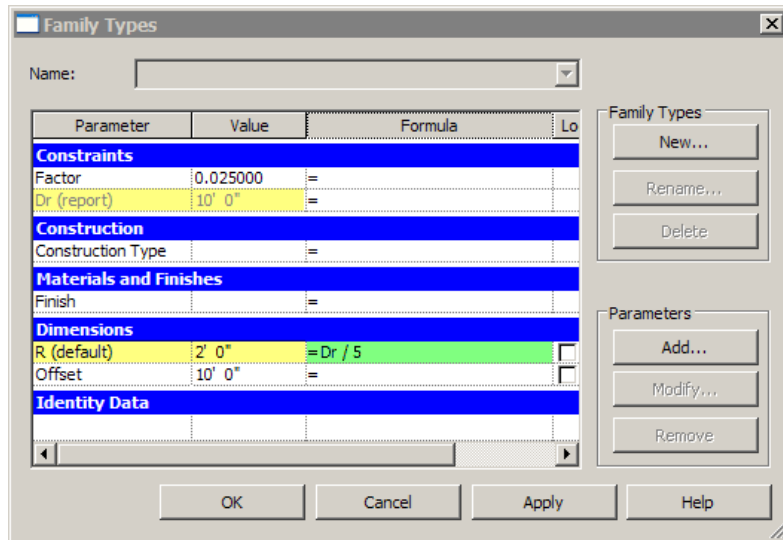 Family Types
Name:
Parameter Value Formula Lo
Constraints
Factor 0.025000 =
Dr (report) 10' 0" =
Construction
Construction Type =
Materials and Finishes
Finish =
Dimensions
R (default) 2' 0" =Dr / 5
Offset 10' 0" =
Identity Data
Family Types
New...
Rename...
Delete
Parameters
Add...
Modify...
Remove
OK Cancel Apply Help